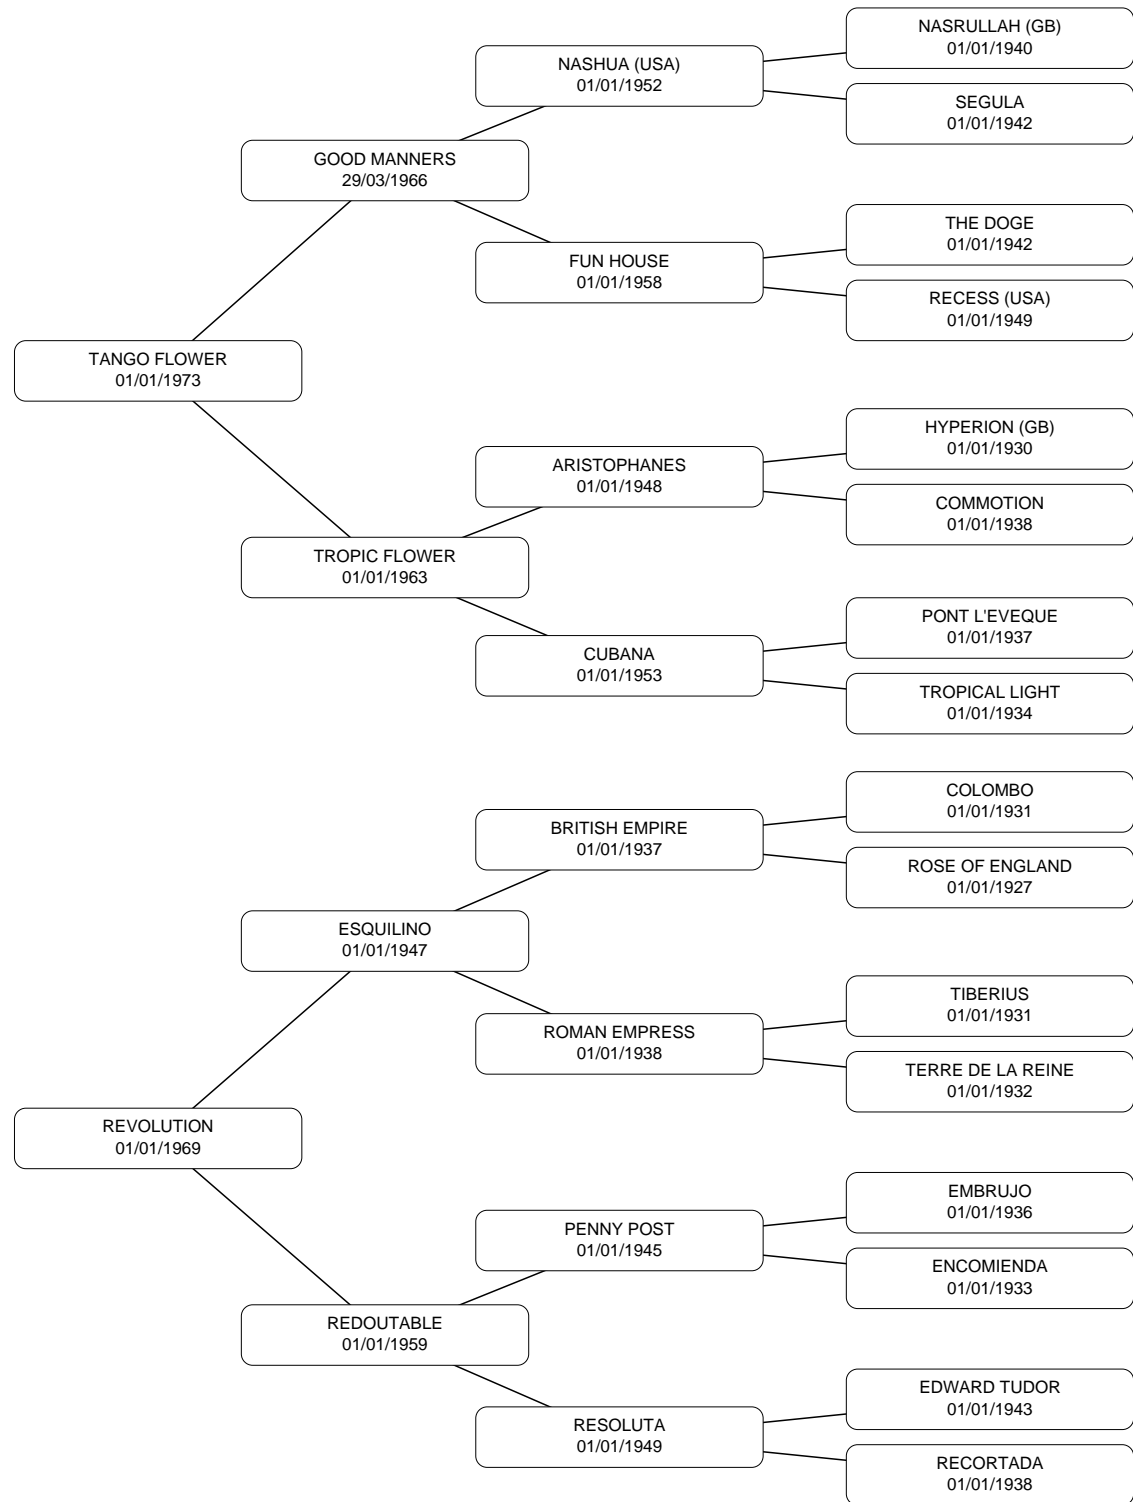 NASRULLAH (GB)
01/01/1940
NASHUA (USA)
01/01/1952
SEGULA
01/01/1942
GOOD MANNERS
29/03/1966
THE DOGE
01/01/1942
FUN HOUSE
01/01/1958
RECESS (USA)
01/01/1949
TANGO FLOWER
01/01/1973
HYPERION (GB)
01/01/1930
ARISTOPHANES
01/01/1948
COMMOTION
01/01/1938
TROPIC FLOWER
01/01/1963
PONT L'EVEQUE
01/01/1937
CUBANA
01/01/1953
TROPICAL LIGHT
01/01/1934
COLOMBO
01/01/1931
BRITISH EMPIRE
01/01/1937
ROSE OF ENGLAND
01/01/1927
ESQUILINO
01/01/1947
TIBERIUS
01/01/1931
ROMAN EMPRESS
01/01/1938
TERRE DE LA REINE
01/01/1932
REVOLUTION
01/01/1969
EMBRUJO
01/01/1936
PENNY POST
01/01/1945
ENCOMIENDA
01/01/1933
REDOUTABLE
01/01/1959
EDWARD TUDOR
01/01/1943
RESOLUTA
01/01/1949
RECORTADA
01/01/1938